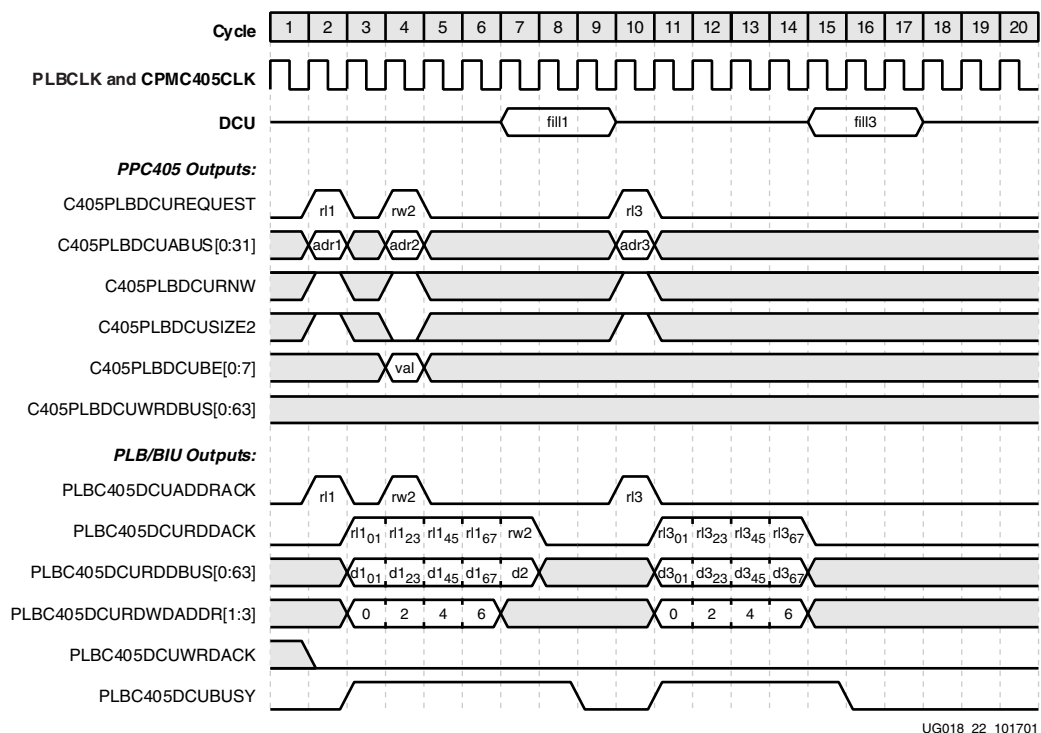 Cycle 1 2 3 4 5 6 7 8 9 10 11 12 13 14 15 16 17 18 19 20
PLBCLK and CPMC405CLK
DCU fill1 fill3
PPC405 Outputs:
C405PLBDCUREQUEST rl1 rw2 rl3
C405PLBDCUABUS[0:31] adr1 adr2 adr3
C405PLBDCURNW
C405PLBDCUSIZE2
C405PLBDCUBE[0:7] val
C405PLBDCUWRDBUS[0:63]
PLB/BIU Outputs:
PLBC405DCUADDRACK rl1 rw2 rl3
PLBC405DCURDDACK rl1₀₁ rl1₂₃ rl1₄₅ rl1₆₇ rw2 rl3₀₁ rl3₂₃ rl3₄₅ rl3₆₇
PLBC405DCURDDBUS[0:63] d1₀₁ d1₂₃ d1₄₅ d1₆₇ d2 d3₀₁ d3₂₃ d3₄₅ d3₆₇
PLBC405DCURDWDADDR[1:3] 0 2 4 6 0 2 4 6
PLBC405DCUWRDACK
PLBC405DCUBUSY
UG018_22_101701